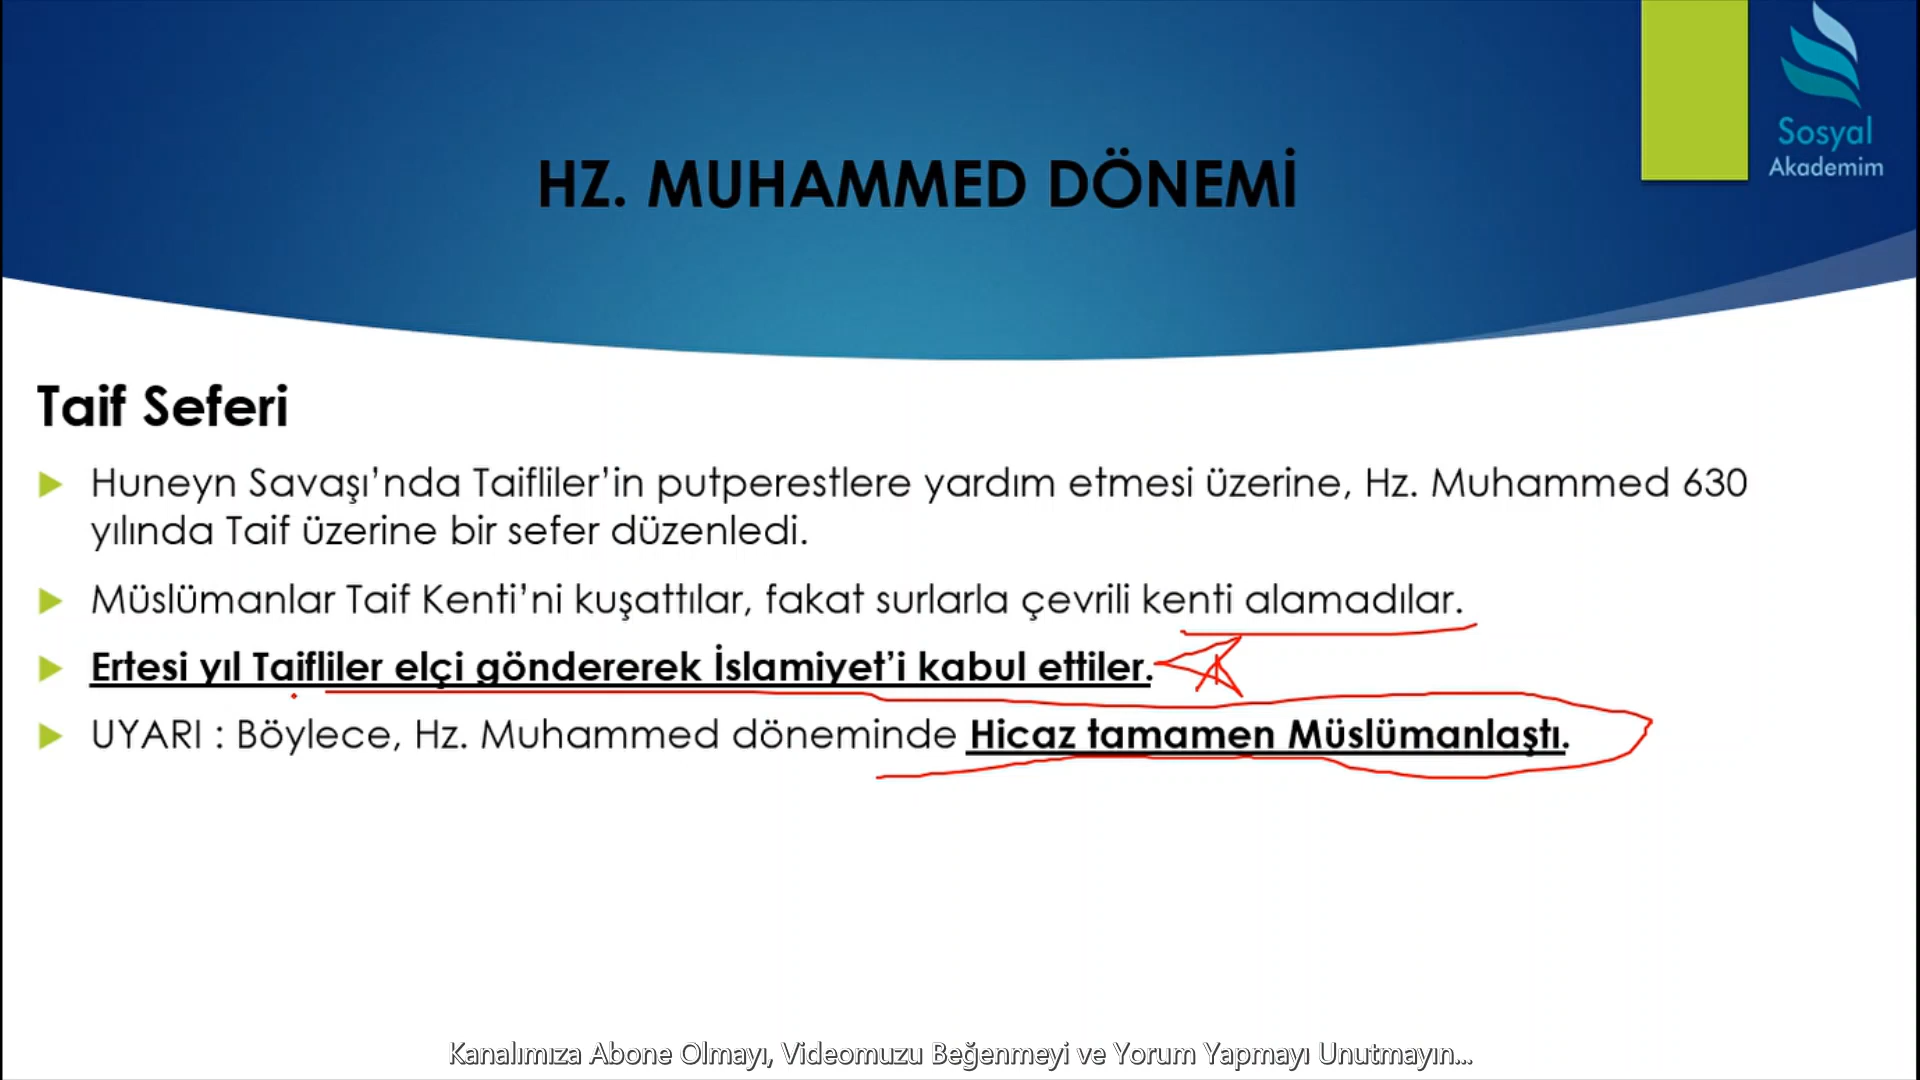 Sosyal
Akademim
HZ. MUHAMMED DÖNEMİ
Taif Seferi
Huneyn Savaşı'nda Taifliler'in putperestlere yardım etmesi üzerine, Hz. Muhammed 630
yılında Taif üzerine bir sefer düzenledi.
Müslümanlar Taif Kenti'ni kuşattılar, fakat surlarla çevrili kenti alamadılar.
Ertesi yıl Taifliler elçi göndererek İslamiyet'i kabul ettiler.
UYARI : Böylece, Hz. Muhammed döneminde Hicaz tamamen Müslümanlaştı.
Kanalımıza Abone Olmayı, Videomuzu Beğenmeyi ve Yorum Yapmayı Unutmayın...